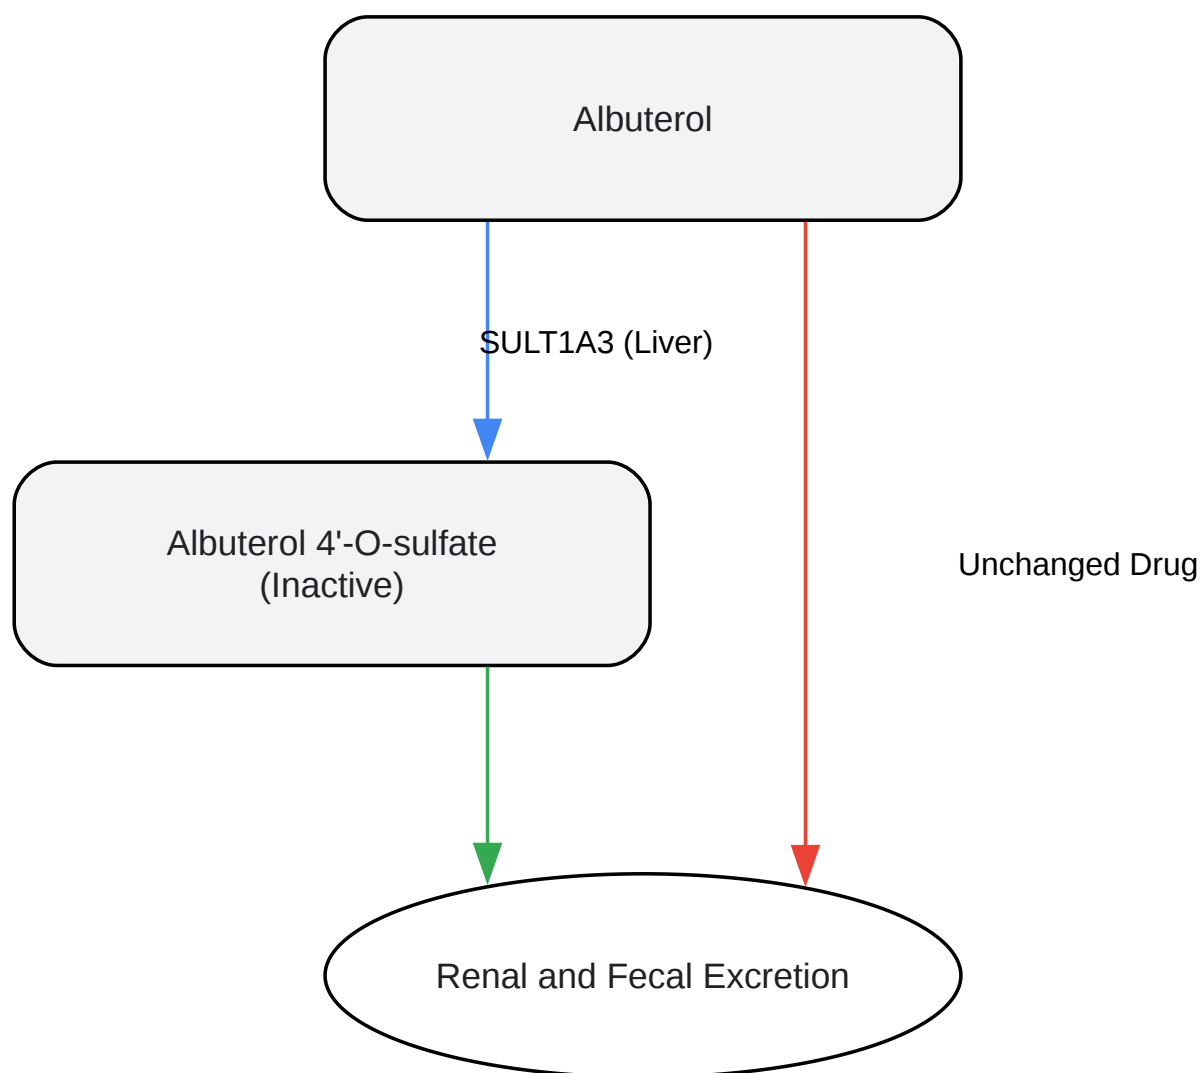 Albuterol
SULT1A3 (Liver)
Albuterol 4'-O-sulfate
(Inactive)
Unchanged Drug
Renal and Fecal Excretion